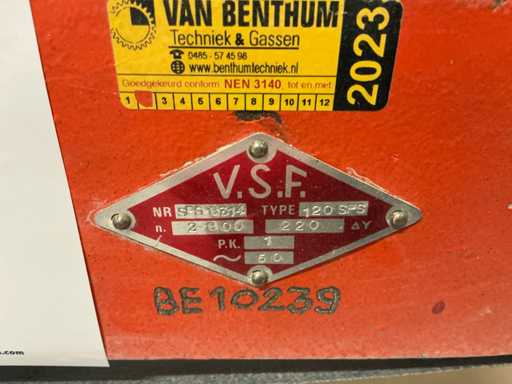 VAN BENTHUM
Techniek & Gassen
0485 - 57 45 98
www.benthumtechniek.nl
Goedgekeurd conform NEN 3140, tot en met
1 3 4 5 6 7 8 9 10 11 12
2023
V.S.F.
NR TYPE 120 SFS
n. 2800 220 ΔY
P.K. 1
~ 50
BE10239
s.com